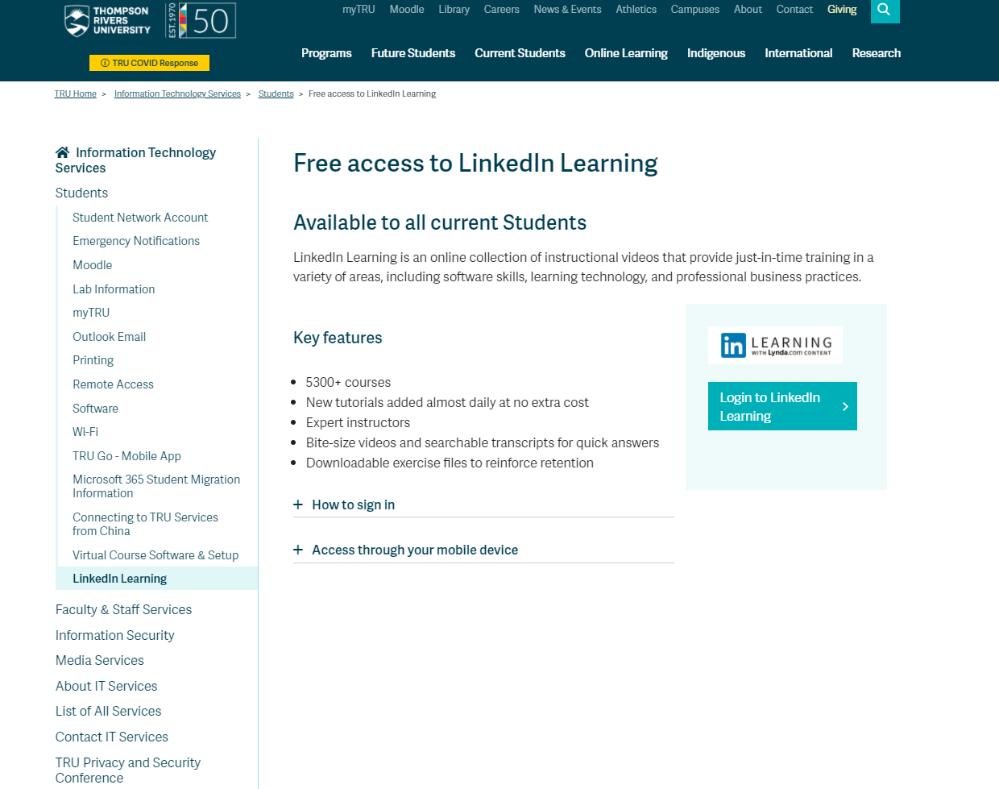 THOMPSON
RIVERS
UNIVERSITY
EST.1970
50
myTRU Moodle Library Careers News & Events Athletics Campuses About Contact Giving
TRU COVID Response
Programs Future Students Current Students Online Learning Indigenous International Research
TRU Home > Information Technology Services > Students > Free access to LinkedIn Learning
Information Technology
Services
Students
Student Network Account
Emergency Notifications
Moodle
Lab Information
myTRU
Outlook Email
Printing
Remote Access
Software
Wi-Fi
TRU Go - Mobile App
Microsoft 365 Student Migration
Information
Connecting to TRU Services
from China
Virtual Course Software & Setup
LinkedIn Learning
Faculty & Staff Services
Information Security
Media Services
About IT Services
List of All Services
Contact IT Services
TRU Privacy and Security
Conference
Free access to LinkedIn Learning
Available to all current Students
LinkedIn Learning is an online collection of instructional videos that provide just-in-time training in a
variety of areas, including software skills, learning technology, and professional business practices.
Key features
• 5300+ courses
• New tutorials added almost daily at no extra cost
• Expert instructors
• Bite-size videos and searchable transcripts for quick answers
• Downloadable exercise files to reinforce retention
+ How to sign in
+ Access through your mobile device
in LEARNING
WITH Lynda.com CONTENT
Login to LinkedIn
Learning